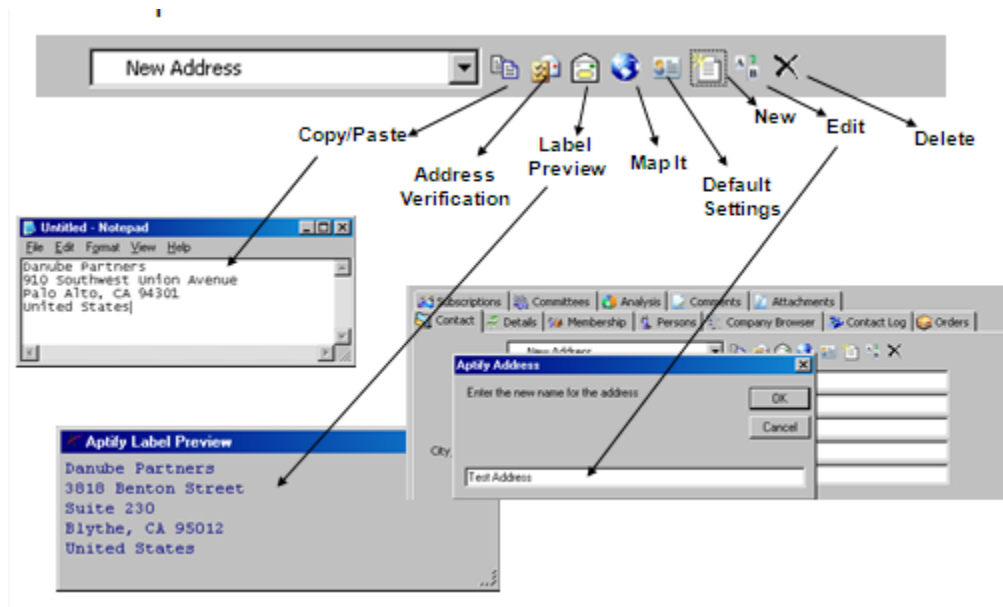 New Address
Copy/Paste
Address
Verification
Label
Preview
Map It
Default
Settings
New
Edit
Delete
Untitled - Notepad
File Edit Format View Help
Danube Partners
910 Southwest Union Avenue
Palo Alto, CA 94301
United States
Subscriptions Committees Analysis Comments Attachments
Contact Details Membership Persons Company Browser Contact Log Orders
New Address
Aptify Address
Enter the new name for the address
OK
Cancel
City,
Test Address
Aptify Label Preview
Danube Partners
3818 Benton Street
Suite 230
Blythe, CA 95012
United States